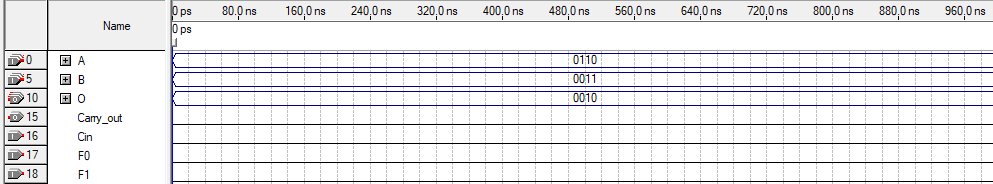 0 ps 80.0 ns 160.0 ns 240.0 ns 320.0 ns 400.0 ns 480.0 ns 560.0 ns 640.0 ns 720.0 ns 800.0 ns 880.0 ns 960.0 ns
Name
0 ps
0 A 0110
5 B 0011
10 O 0010
15 Carry_out
16 Cin
17 F0
18 F1